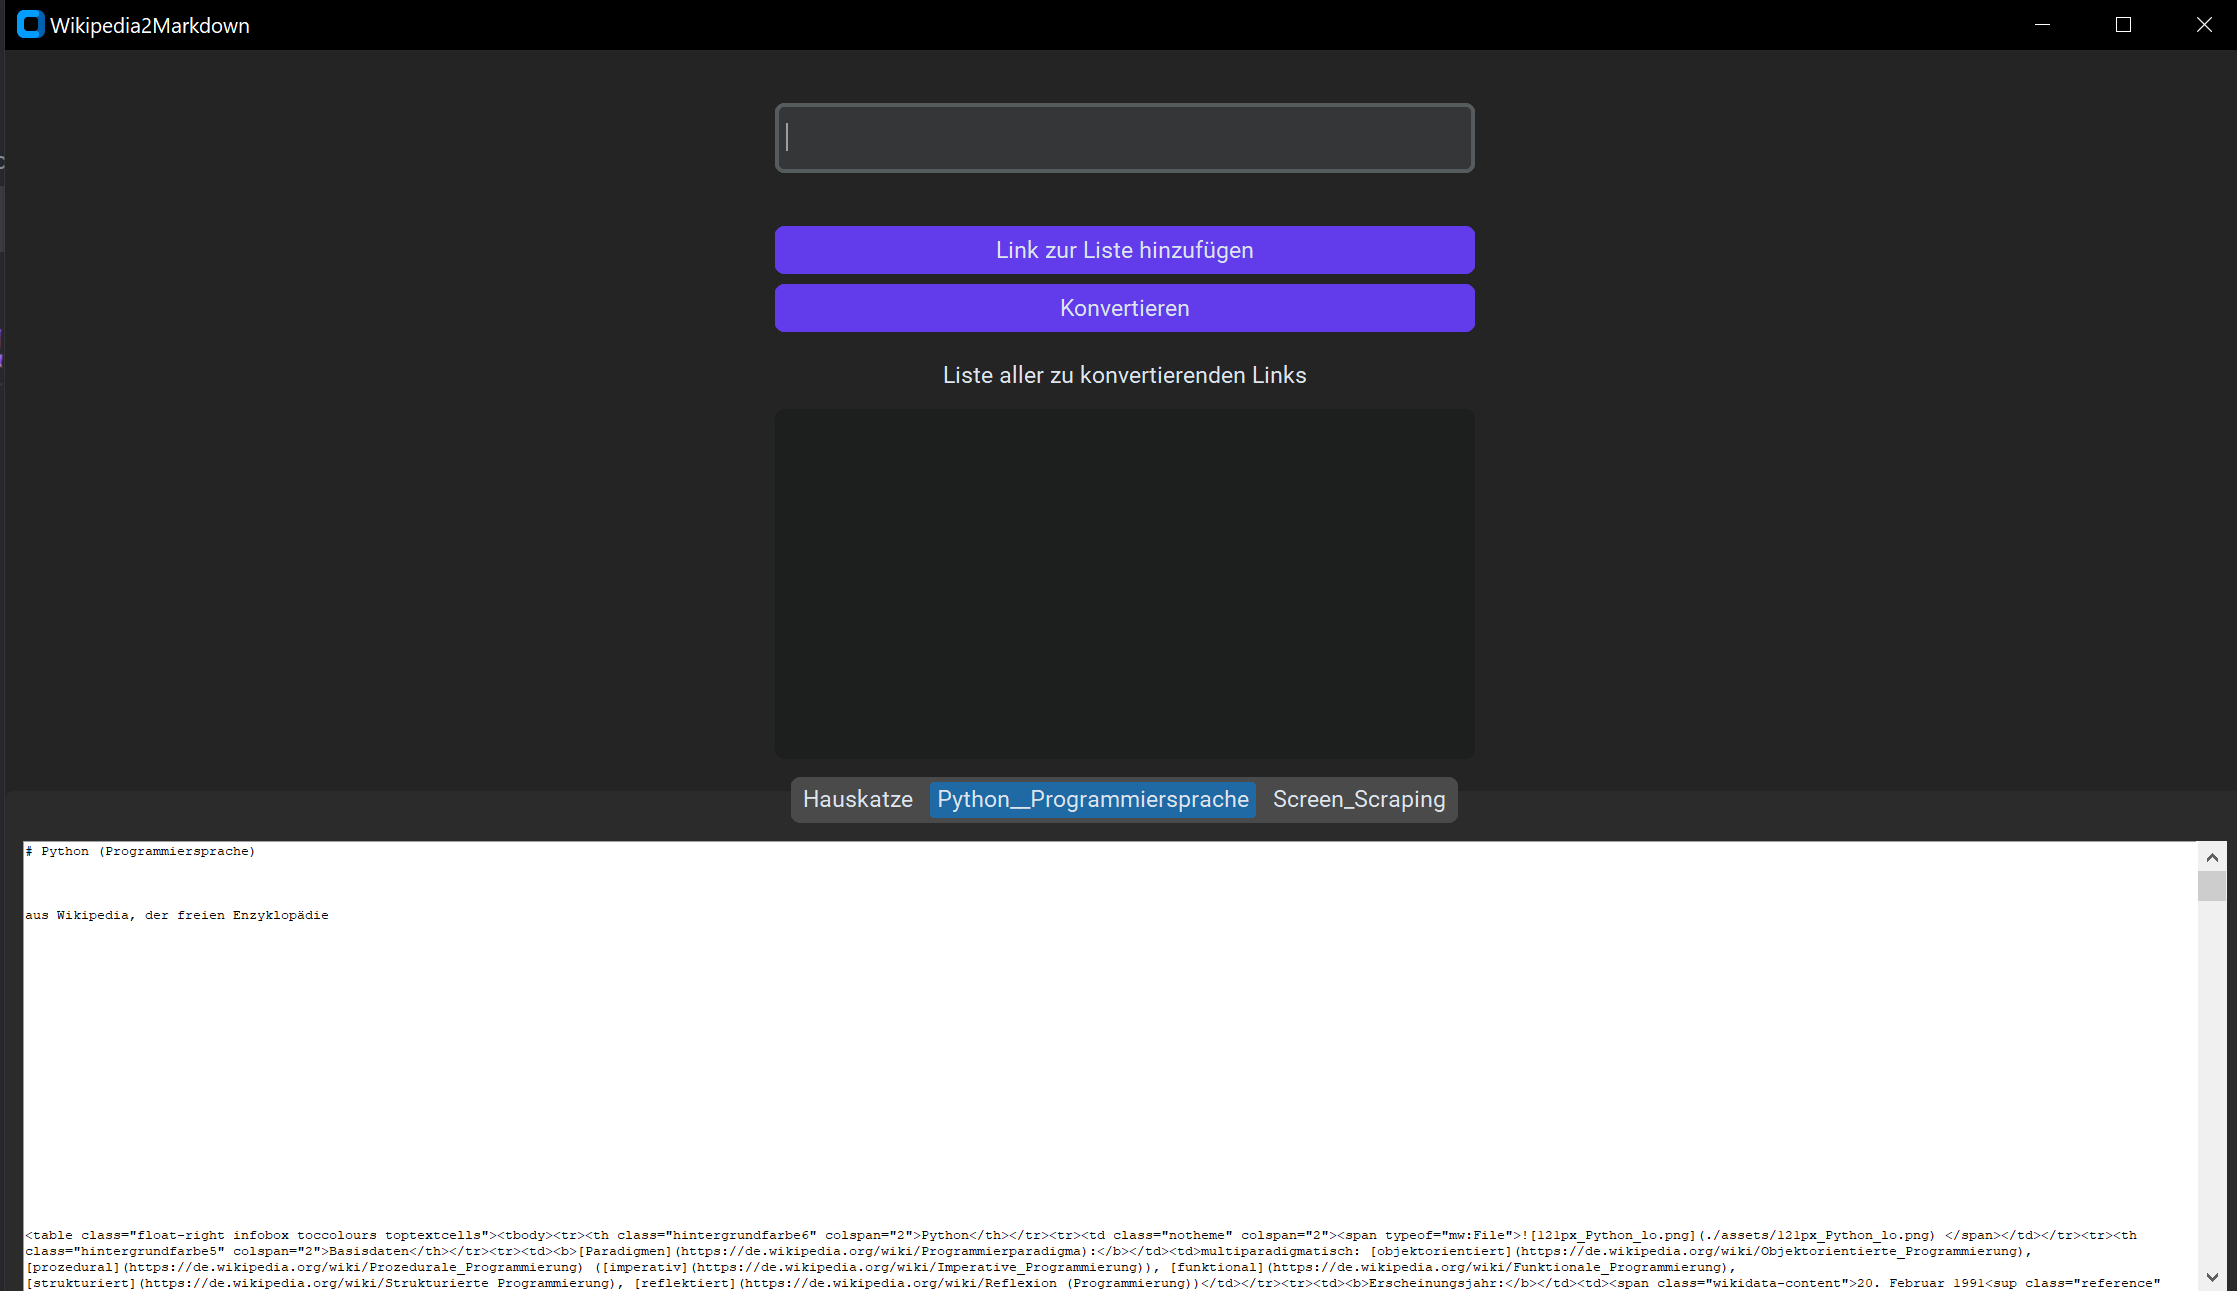 Wikipedia2Markdown
Link zur Liste hinzufügen
Konvertieren
Liste aller zu konvertierenden Links
Hauskatze Python__Programmiersprache Screen_Scraping
# Python (Programmiersprache)
aus Wikipedia, der freien Enzyklopädie
<table class="float-right infobox toccolours toptextcells"><tbody><tr><th class="hintergrundfarbe6" colspan="2">Python</th></tr><tr><td class="notheme" colspan="2"><span typeof="mw:File">![121px_Python_lo.png](./assets/121px_Python_lo.png) </span></td></tr><tr><th
class="hintergrundfarbe5" colspan="2">Basisdaten</th></tr><tr><td><b>[Paradigmen](https://de.wikipedia.org/wiki/Programmierparadigma):</b></td><td>multiparadigmatisch: [objektorientiert](https://de.wikipedia.org/wiki/Objektorientierte_Programmierung),
[prozedural](https://de.wikipedia.org/wiki/Prozedurale_Programmierung) ([imperativ](https://de.wikipedia.org/wiki/Imperative_Programmierung)), [funktional](https://de.wikipedia.org/wiki/Funktionale_Programmierung),
[strukturiert](https://de.wikipedia.org/wiki/Strukturierte Programmierung), [reflektiert](https://de.wikipedia.org/wiki/Reflexion (Programmierung))</td></tr><tr><td><b>Erscheinungsjahr:</b></td><td><span class="wikidata-content">20. Februar 1991<sup class="reference"